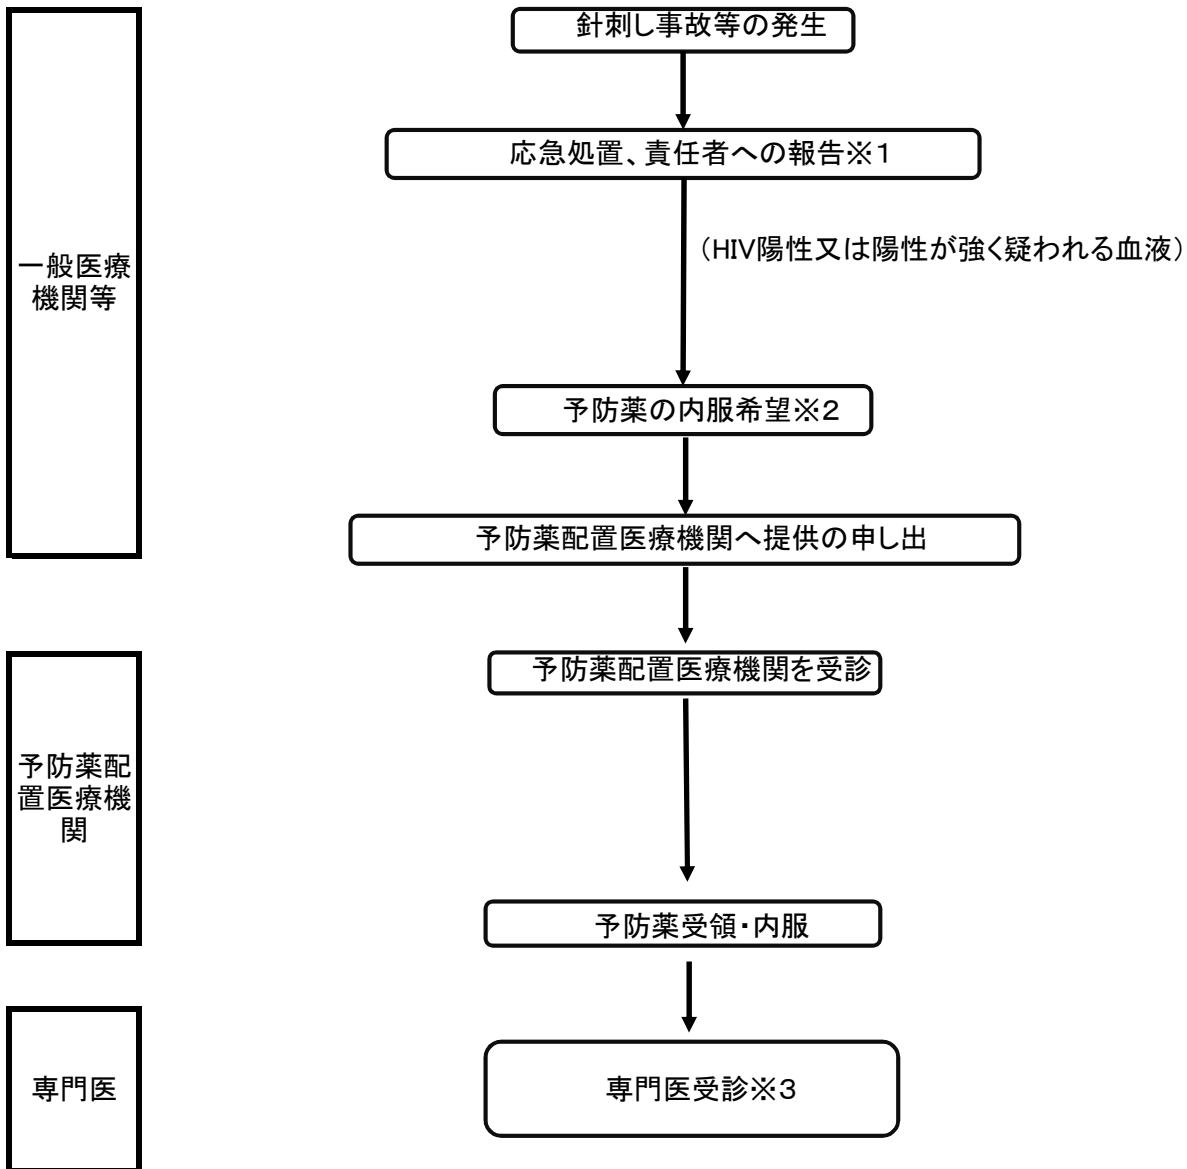 針刺し事故等の発生
応急処置、責任者への報告※1
(HIV陽性又は陽性が強く疑われる血液)
一般医療
機関等
予防薬の内服希望※2
予防薬配置医療機関へ提供の申し出
予防薬配置医療機関を受診
予防薬配
置医療機
関
予防薬受領・内服
専門医
専門医受診※3